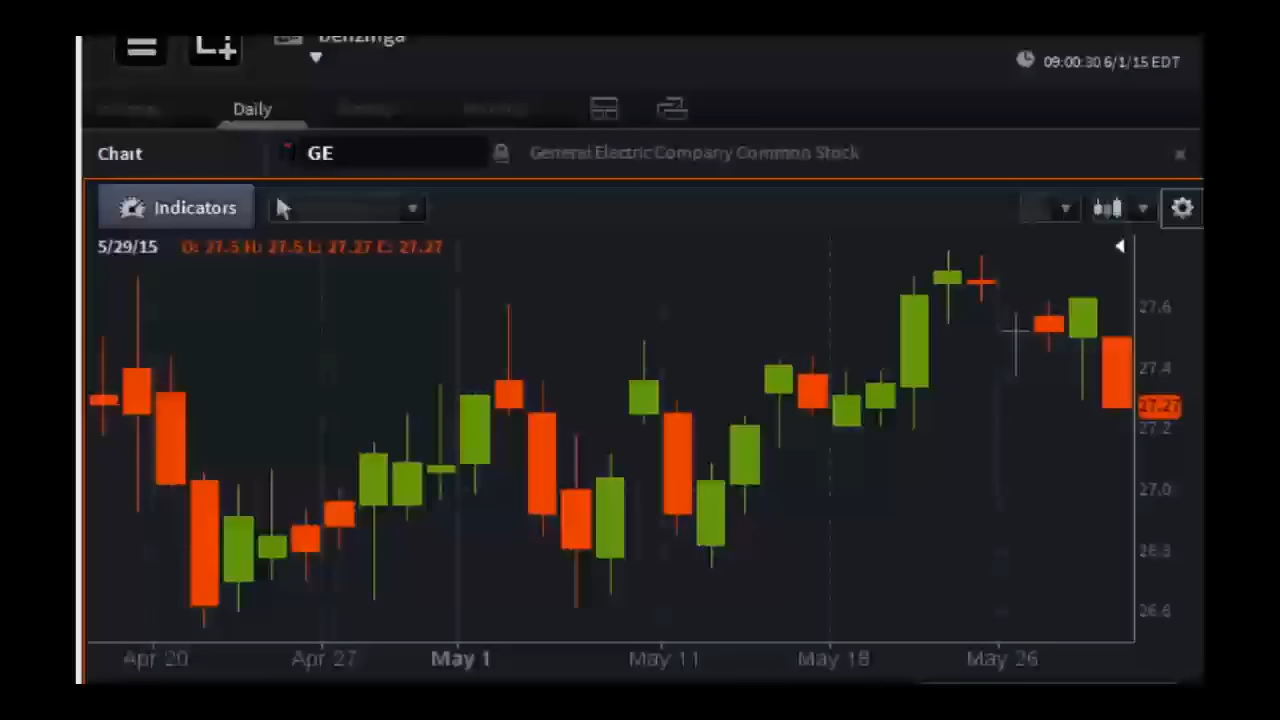 benzinga
09:00:30 6/1/15 EDT
Daily
Chart GE General Electric Company Common Stock
Indicators
5/29/15 O: 27.5 H: 27.5 L: 27.27 C: 27.27
27.6
27.4
27.27
27.2
27.0
26.8
26.6
Apr 20 Apr 27 May 1 May 11 May 18 May 26